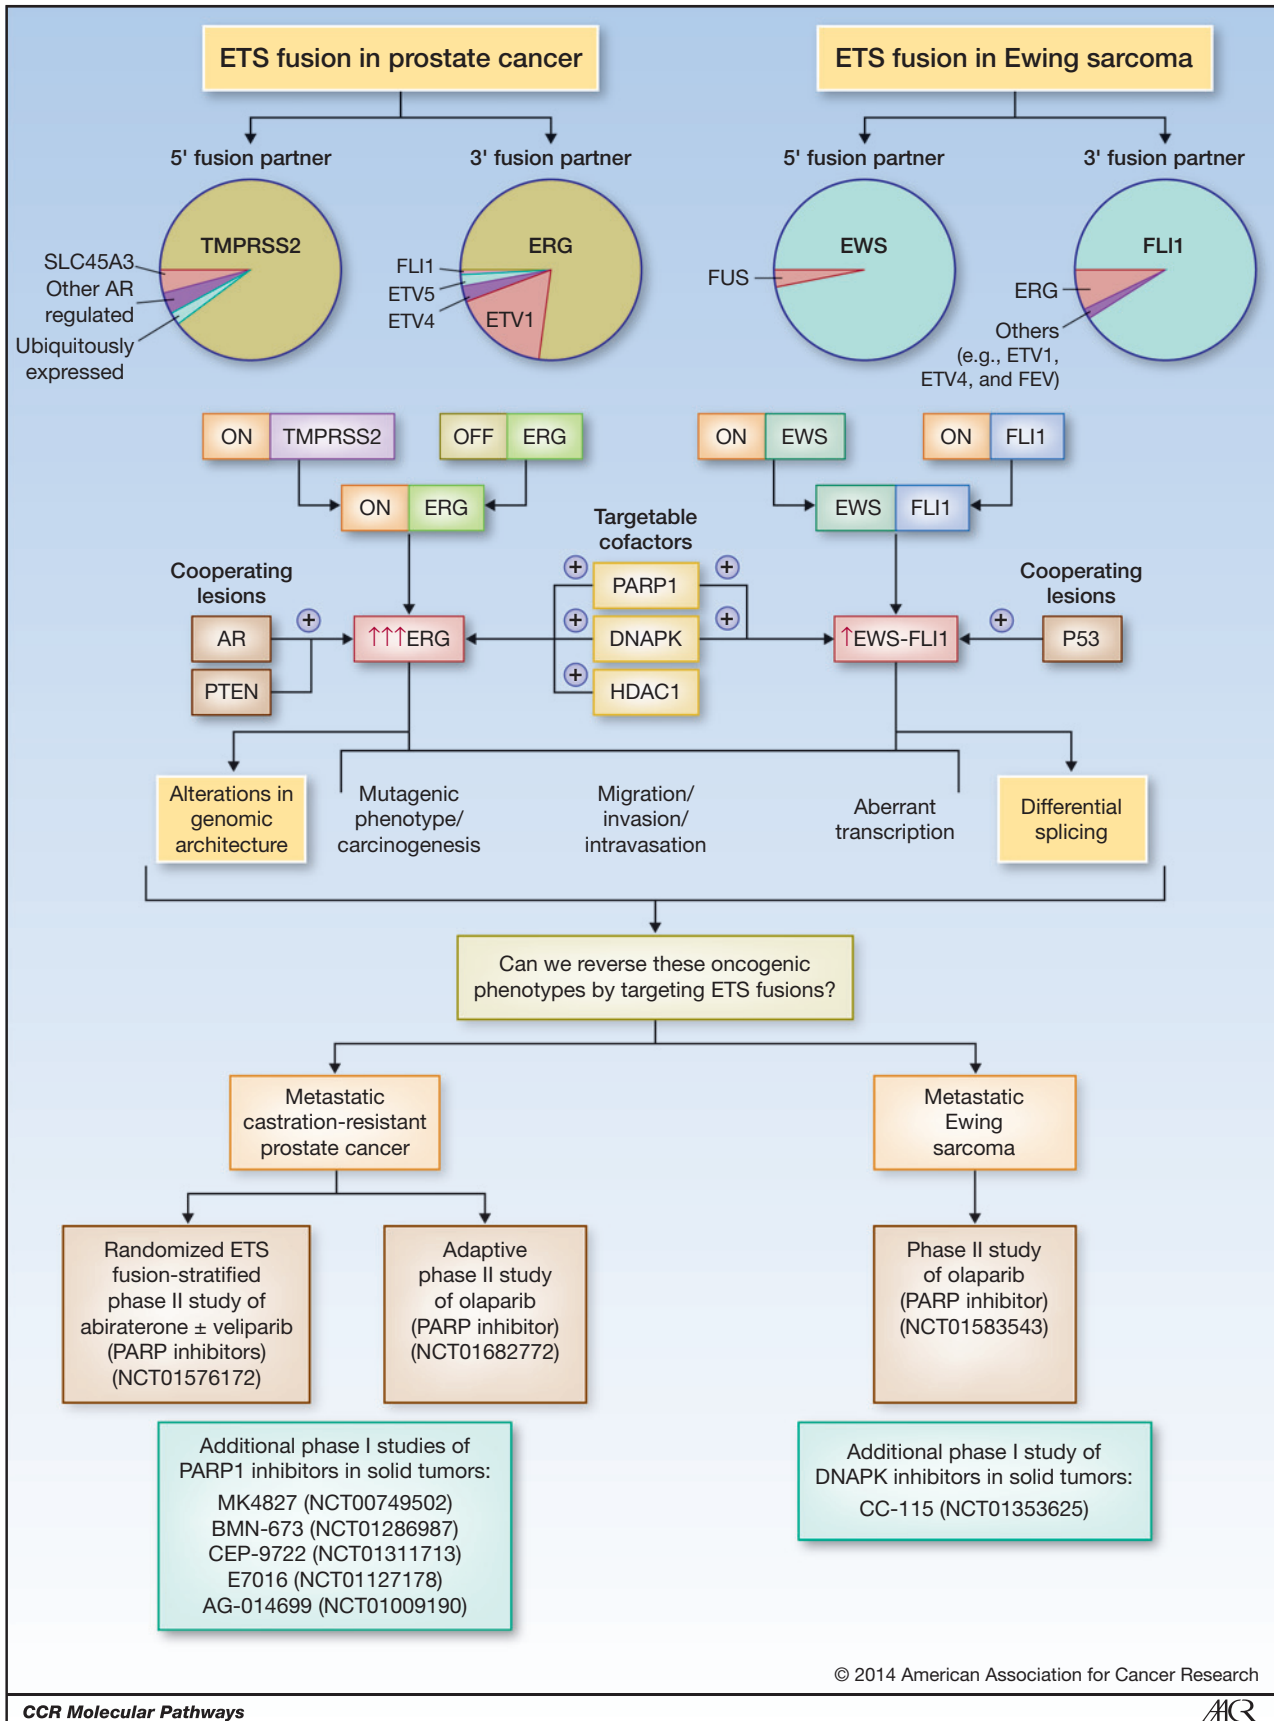 ETS fusion in prostate cancer
ETS fusion in Ewing sarcoma
5' fusion partner
3' fusion partner
5' fusion partner
3' fusion partner
TMPRSS2
SLC45A3
Other AR
regulated
Ubiquitously
expressed
ERG
FLI1
ETV5
ETV4
ETV1
EWS
FUS
FLI1
ERG
Others
(e.g., ETV1,
ETV4, and FEV)
ON TMPRSS2
OFF ERG
ON EWS
ON FLI1
ON ERG
EWS FLI1
Targetable
cofactors
Cooperating
lesions
Cooperating
lesions
+
+
PARP1
AR
+
↑↑↑ERG
+
DNAPK
+
↑EWS-FLI1
+
P53
PTEN
+
HDAC1
Alterations in
genomic
architecture
Mutagenic
phenotype/
carcinogenesis
Migration/
invasion/
intravasation
Aberrant
transcription
Differential
splicing
Can we reverse these oncogenic
phenotypes by targeting ETS fusions?
Metastatic
castration-resistant
prostate cancer
Metastatic
Ewing
sarcoma
Randomized ETS
fusion-stratified
phase II study of
abiraterone ± veliparib
(PARP inhibitors)
(NCT01576172)
Adaptive
phase II study
of olaparib
(PARP inhibitor)
(NCT01682772)
Phase II study
of olaparib
(PARP inhibitor)
(NCT01583543)
Additional phase I studies of
PARP1 inhibitors in solid tumors:
MK4827 (NCT00749502)
BMN-673 (NCT01286987)
CEP-9722 (NCT01311713)
E7016 (NCT01127178)
AG-014699 (NCT01009190)
Additional phase I study of
DNAPK inhibitors in solid tumors:
CC-115 (NCT01353625)
© 2014 American Association for Cancer Research
CCR Molecular Pathways
AACR